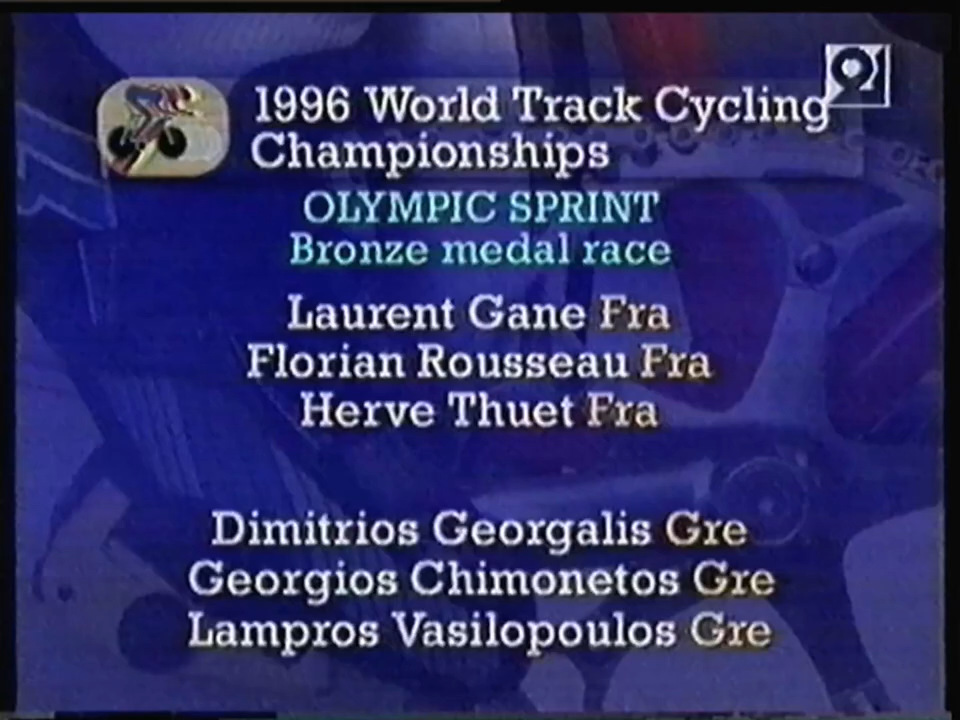 1996 World Track Cycling
Championships
OLYMPIC SPRINT
Bronze medal race
Laurent Gane Fra
Florian Rousseau Fra
Herve Thuet Fra
Dimitrios Georgalis Gre
Georgios Chimonetos Gre
Lampros Vasilopoulos Gre